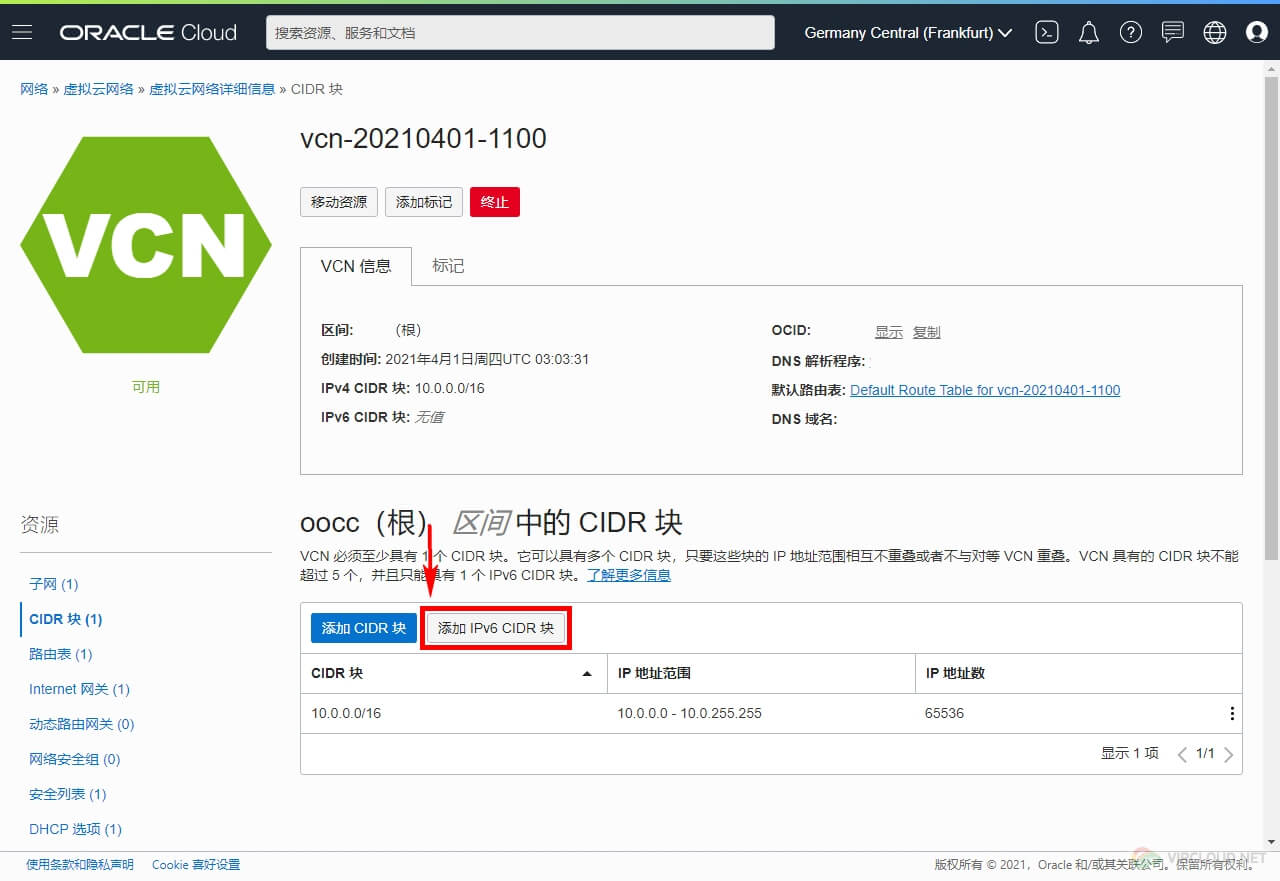 ORACLE Cloud
搜索资源、服务和文档
Germany Central (Frankfurt)
网络 » 虚拟云网络 » 虚拟云网络详细信息 » CIDR 块
VCN
可用
vcn-20210401-1100
移动资源 添加标记 终止
VCN 信息 标记
区间: （根）
创建时间: 2021年4月1日周四UTC 03:03:31
IPv4 CIDR 块: 10.0.0.0/16
IPv6 CIDR 块: 无值
OCID: 显示 复制
DNS 解析程序:
默认路由表: Default Route Table for vcn-20210401-1100
DNS 域名:
资源
子网 (1)
CIDR 块 (1)
路由表 (1)
Internet 网关 (1)
动态路由网关 (0)
网络安全组 (0)
安全列表 (1)
DHCP 选项 (1)
oocc（根） 区间 中的 CIDR 块
VCN 必须至少具有 1 个 CIDR 块。它可以具有多个 CIDR 块，只要这些块的 IP 地址范围相互不重叠或者不与对等 VCN 重叠。VCN 具有的 CIDR 块不能
超过 5 个，并且只能具有 1 个 IPv6 CIDR 块。了解更多信息
添加 CIDR 块 添加 IPv6 CIDR 块
CIDR 块 IP 地址范围 IP 地址数
10.0.0.0/16 10.0.0.0 - 10.0.255.255 65536
显示 1 项 1/1
使用条款和隐私声明 Cookie 喜好设置
版权所有 © 2021，Oracle 和/或其关联公司。保留所有权利。
VIRCLOUD.NET